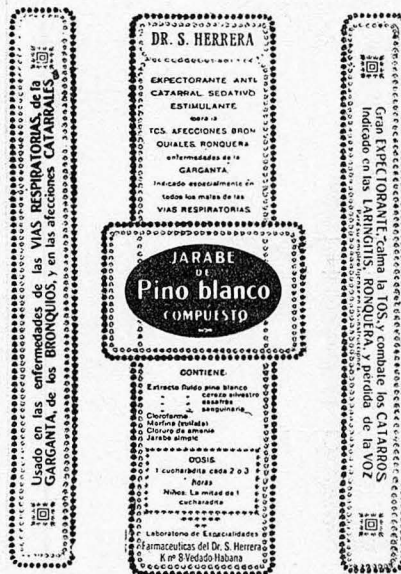 Usado en las enfermedades de las VIAS RESPIRATORIAS, de la
GARGANTA, de los BRONQUIOS, y en las afecciones CATARRALES
DR. S. HERRERA
EXPECTORANTE ANTI
CATARRAL SEDATIVO
ESTIMULANTE
para la
TOS, AFECCIONES BRON
QUIALES, RONQUERA
enfermedades de la
GARGANTA.
Indicado especialmente en
todos los males de las
VIAS RESPIRATORIAS
JARABE
DE
Pino blanco
COMPUESTO
CONTIENE.
Extracto fluido pino blanco
" " cerezo silvestre
" " sasafrás
" " sanguinaria
Cloroformo
Morfina (sulfato)
Cloruro de amonio
Jarabe simple
DOSIS
1 cucharadita cada 2 o 3
horas
Niños. La mitad de 1
cucharadita
Laboratorio de Especialidades
Farmaceuticas del Dr. S. Herrera
K nº 8-Vedado-Habana
Gran EXPECTORANTE, calma la TOS, y combate los CATARROS
Indicado en las LARINGITIS, RONQUERA, y pérdida de la VOZ